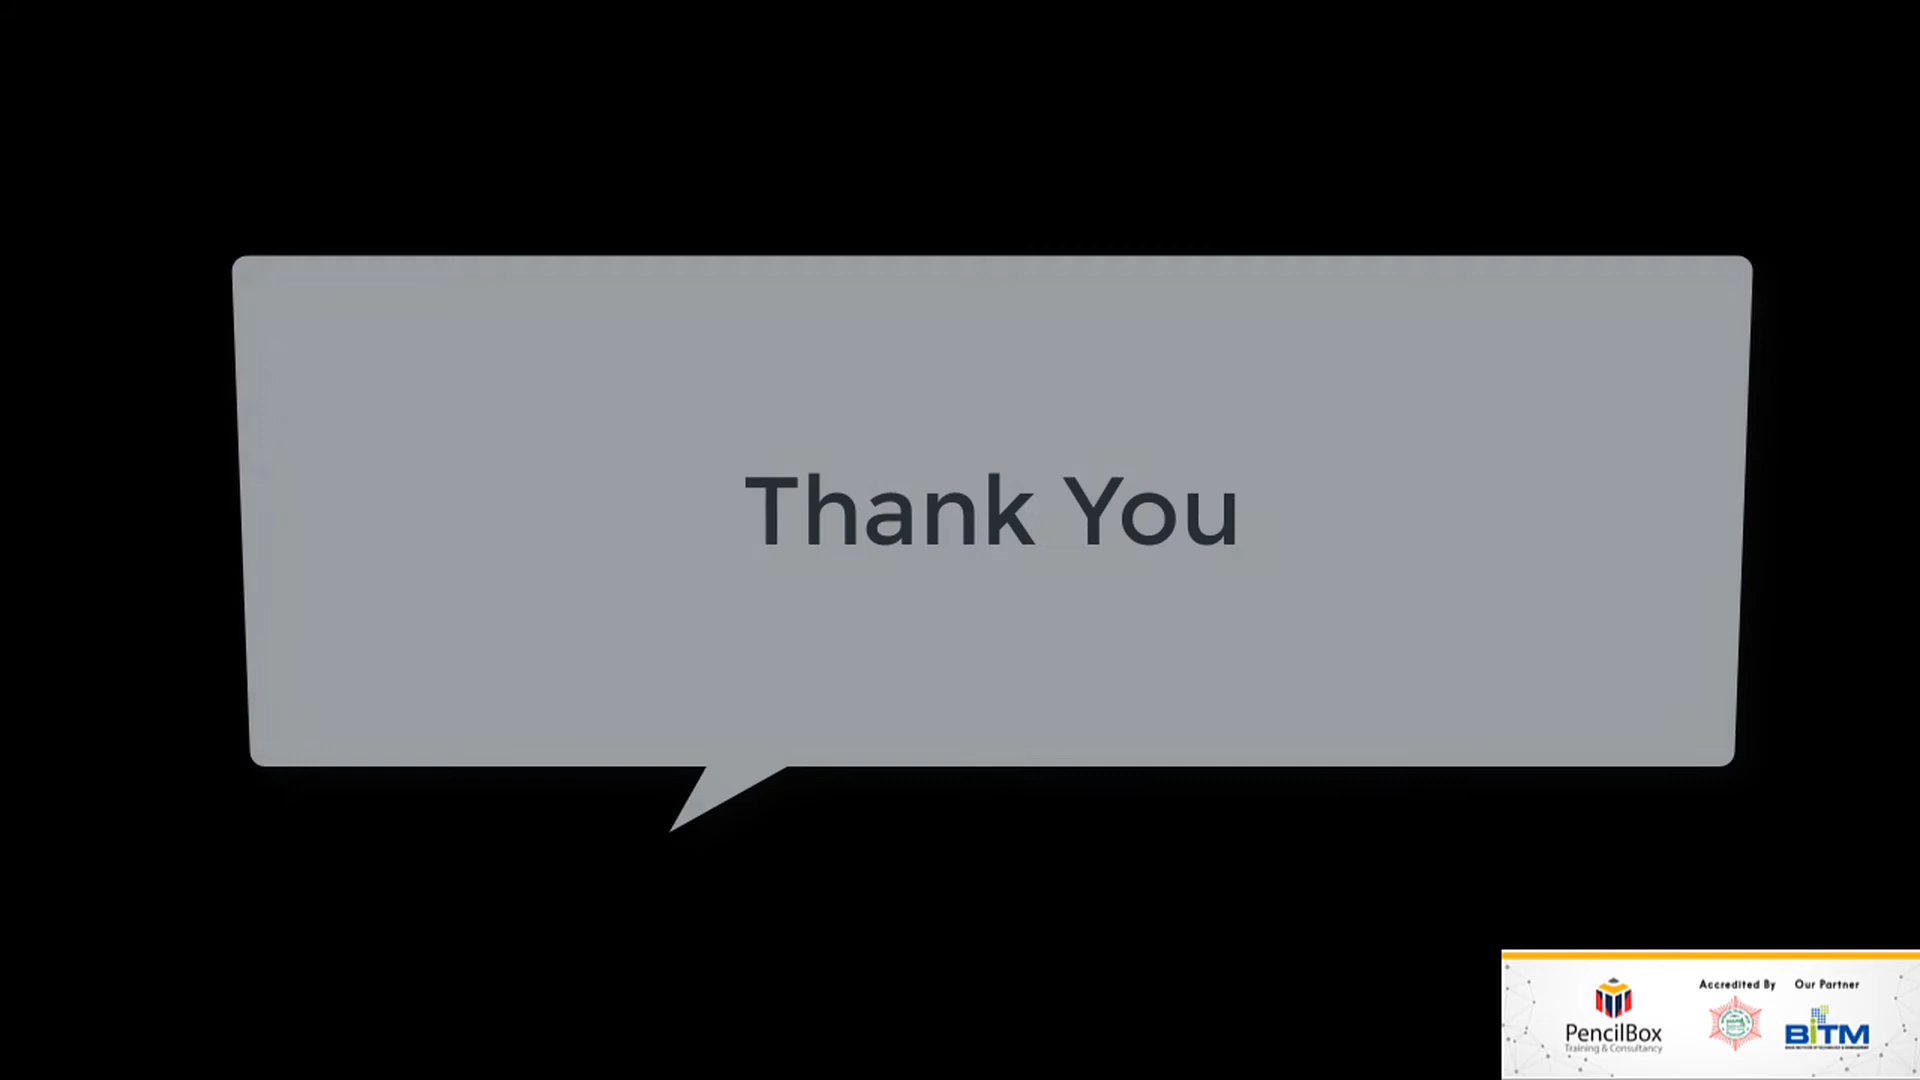 Thank You
Accredited By Our Partner
PencilBox
Training & Consultancy
BiTM